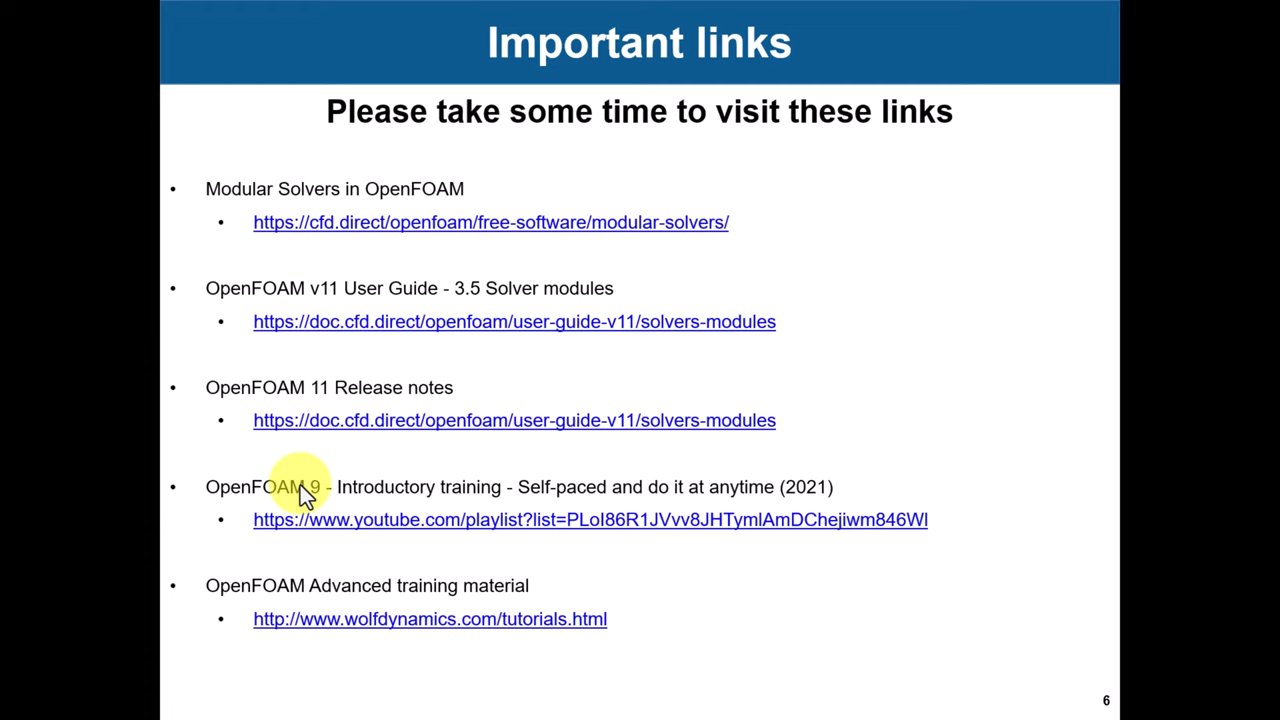 Important links
Please take some time to visit these links
• Modular Solvers in OpenFOAM
• https://cfd.direct/openfoam/free-software/modular-solvers/
• OpenFOAM v11 User Guide - 3.5 Solver modules
• https://doc.cfd.direct/openfoam/user-guide-v11/solvers-modules
• OpenFOAM 11 Release notes
• https://doc.cfd.direct/openfoam/user-guide-v11/solvers-modules
• OpenFOAM 9 - Introductory training - Self-paced and do it at anytime (2021)
• https://www.youtube.com/playlist?list=PLoI86R1JVvv8JHTymlAmDChejiwm846Wl
• OpenFOAM Advanced training material
• http://www.wolfdynamics.com/tutorials.html
6